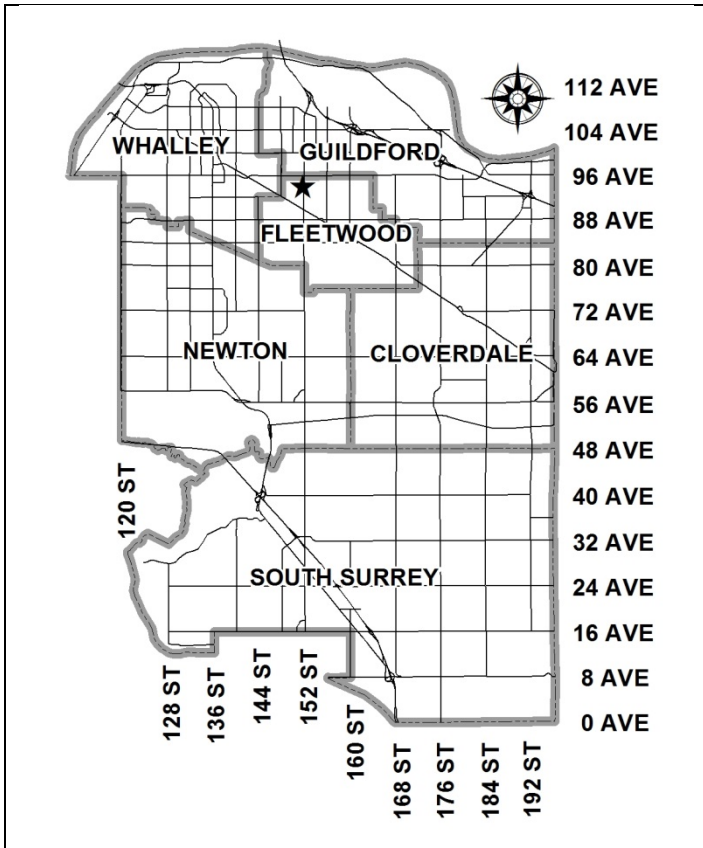 112 AVE
104 AVE
WHALLEY
GUILDFORD
96 AVE
88 AVE
FLEETWOOD
80 AVE
72 AVE
NEWTON
CLOVERDALE
64 AVE
56 AVE
48 AVE
120 ST
40 AVE
32 AVE
SOUTH SURREY
24 AVE
16 AVE
128 ST
136 ST
144 ST
152 ST
160 ST
8 AVE
0 AVE
168 ST
176 ST
184 ST
192 ST